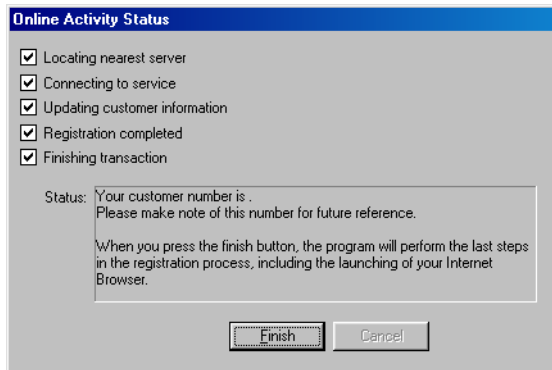 Online Activity Status
Locating nearest server
Connecting to service
Updating customer information
Registration completed
Finishing transaction
Status: Your customer number is .
Please make note of this number for future reference.
When you press the finish button, the program will perform the last steps
in the registration process, including the launching of your Internet
Browser.
Finish Cancel